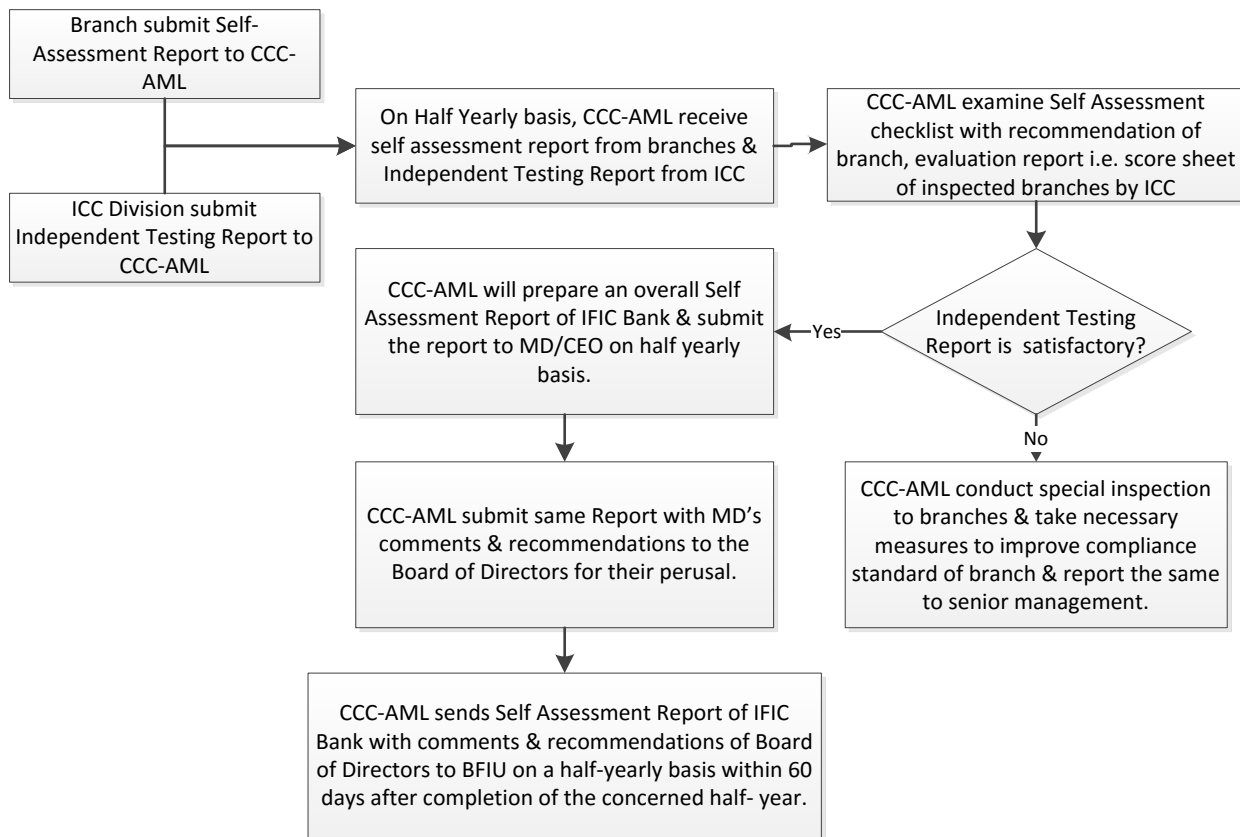 Branch submit Self-
Assessment Report to CCC-
AML
ICC Division submit
Independent Testing Report to
CCC-AML
On Half Yearly basis, CCC-AML receive
self assessment report from branches &
Independent Testing Report from ICC
CCC-AML examine Self Assessment
checklist with recommendation of
branch, evaluation report i.e. score sheet
of inspected branches by ICC
Independent Testing
Report is satisfactory?
Yes
CCC-AML will prepare an overall Self
Assessment Report of IFIC Bank & submit
the report to MD/CEO on half yearly
basis.
No
CCC-AML conduct special inspection
to branches & take necessary
measures to improve compliance
standard of branch & report the same
to senior management.
CCC-AML submit same Report with MD’s
comments & recommendations to the
Board of Directors for their perusal.
CCC-AML sends Self Assessment Report of IFIC
Bank with comments & recommendations of Board
of Directors to BFIU on a half-yearly basis within 60
days after completion of the concerned half- year.